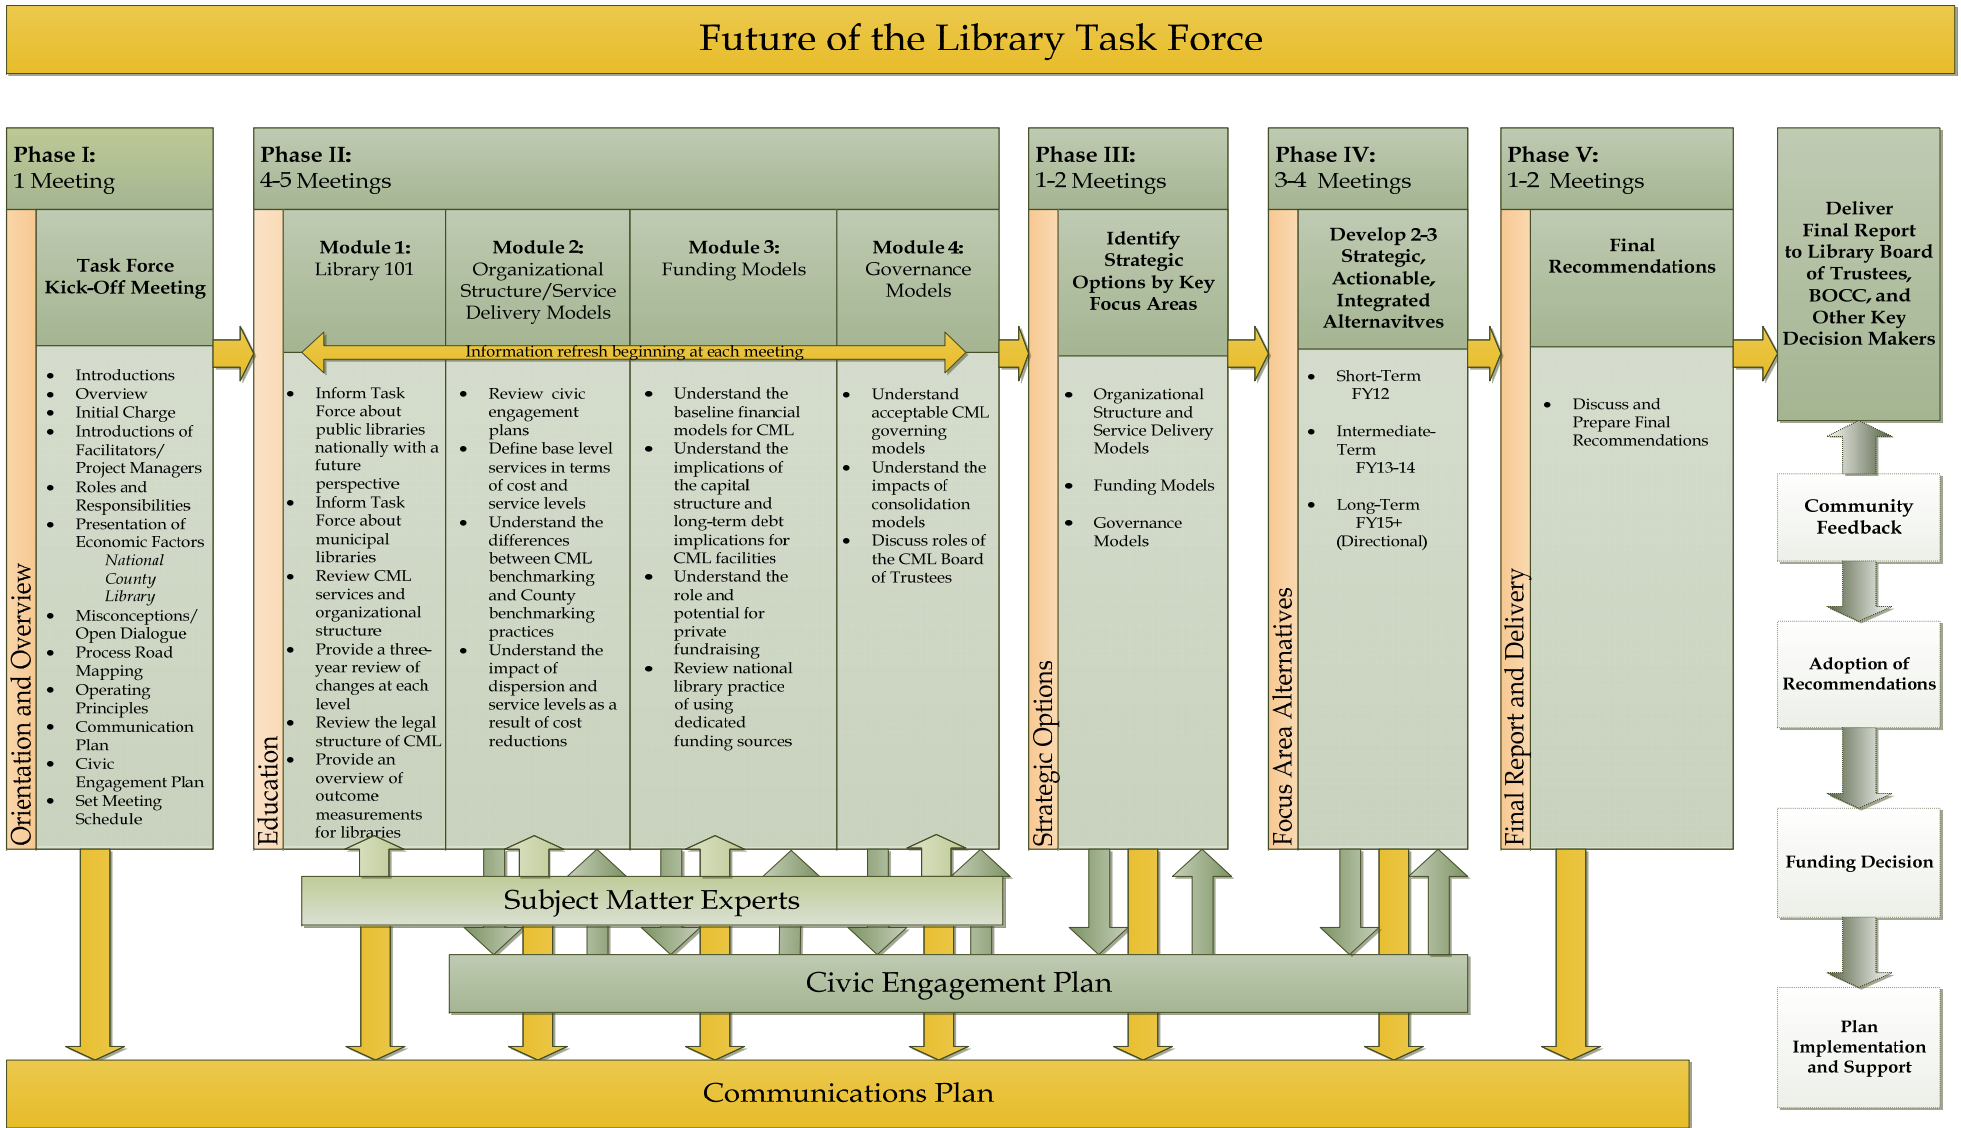 Future of the Library Task Force
Phase I:
1 Meeting
Orientation and Overview
Task Force
Kick-Off Meeting
• Introductions
• Overview
• Initial Charge
• Introductions of
Facilitators/
Project Managers
• Roles and
Responsibilities
• Presentation of
Economic Factors
National
County
Library
• Misconceptions/
Open Dialogue
• Process Road
Mapping
• Operating
Principles
• Communication
Plan
• Civic
Engagement Plan
• Set Meeting
Schedule
Phase II:
4-5 Meetings
Education
Module 1:
Library 101
Module 2:
Organizational
Structure/Service
Delivery Models
Module 3:
Funding Models
Module 4:
Governance
Models
Information refresh beginning at each meeting
• Inform Task
Force about
public libraries
nationally with a
future
perspective
• Inform Task
Force about
municipal
libraries
• Review CML
services and
organizational
structure
• Provide a three-
year review of
changes at each
level
• Review the legal
structure of CML
• Provide an
overview of
outcome
measurements
for libraries
• Review civic
engagement
plans
• Define base level
services in terms
of cost and
service levels
• Understand the
differences
between CML
benchmarking
and County
benchmarking
practices
• Understand the
impact of
dispersion and
service levels as a
result of cost
reductions
• Understand the
baseline financial
models for CML
• Understand the
implications of
the capital
structure and
long-term debt
implications for
CML facilities
• Understand the
role and
potential for
private
fundraising
• Review national
library practice
of using
dedicated
funding sources
• Understand
acceptable CML
governing
models
• Understand the
impacts of
consolidation
models
• Discuss roles of
the CML Board
of Trustees
Phase III:
1-2 Meetings
Strategic Options
Identify
Strategic
Options by Key
Focus Areas
• Organizational
Structure and
Service Delivery
Models
• Funding Models
• Governance
Models
Phase IV:
3-4 Meetings
Focus Area Alternatives
Develop 2-3
Strategic,
Actionable,
Integrated
Alternavitves
• Short-Term
FY12
• Intermediate-
Term
FY13-14
• Long-Term
FY15+
(Directional)
Phase V:
1-2 Meetings
Final Report and Delivery
Final
Recommendations
• Discuss and
Prepare Final
Recommendations
Deliver
Final Report
to Library Board
of Trustees,
BOCC, and
Other Key
Decision Makers
Community
Feedback
Adoption of
Recommendations
Funding Decision
Plan
Implementation
and Support
Subject Matter Experts
Civic Engagement Plan
Communications Plan